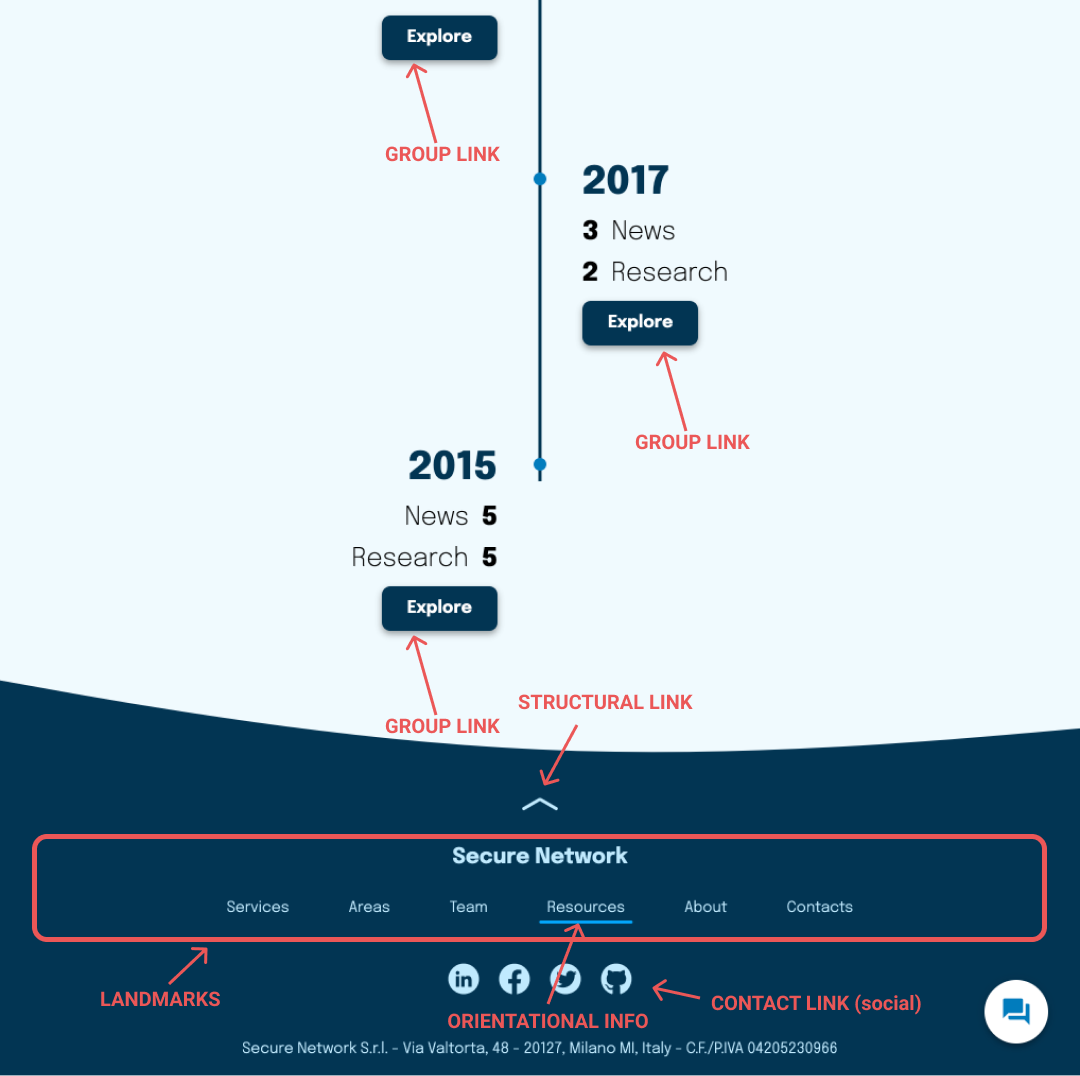 Explore
GROUP LINK
2017
3 News
2 Research
Explore
GROUP LINK
2015
News 5
Research 5
Explore
STRUCTURAL LINK
GROUP LINK
Secure Network
Services Areas Team Resources About Contacts
LANDMARKS
in
CONTACT LINK (social)
ORIENTATIONAL INFO
Secure Network S.r.l. - Via Valtorta, 48 - 20127, Milano MI, Italy - C.F./P.IVA 04205230966